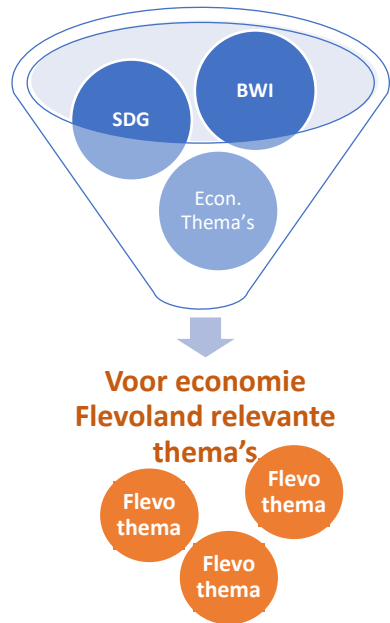 BWI
SDG
Econ.
Thema's
Voor economie
Flevoland relevante
thema's
Flevo
thema
Flevo
thema
Flevo
thema